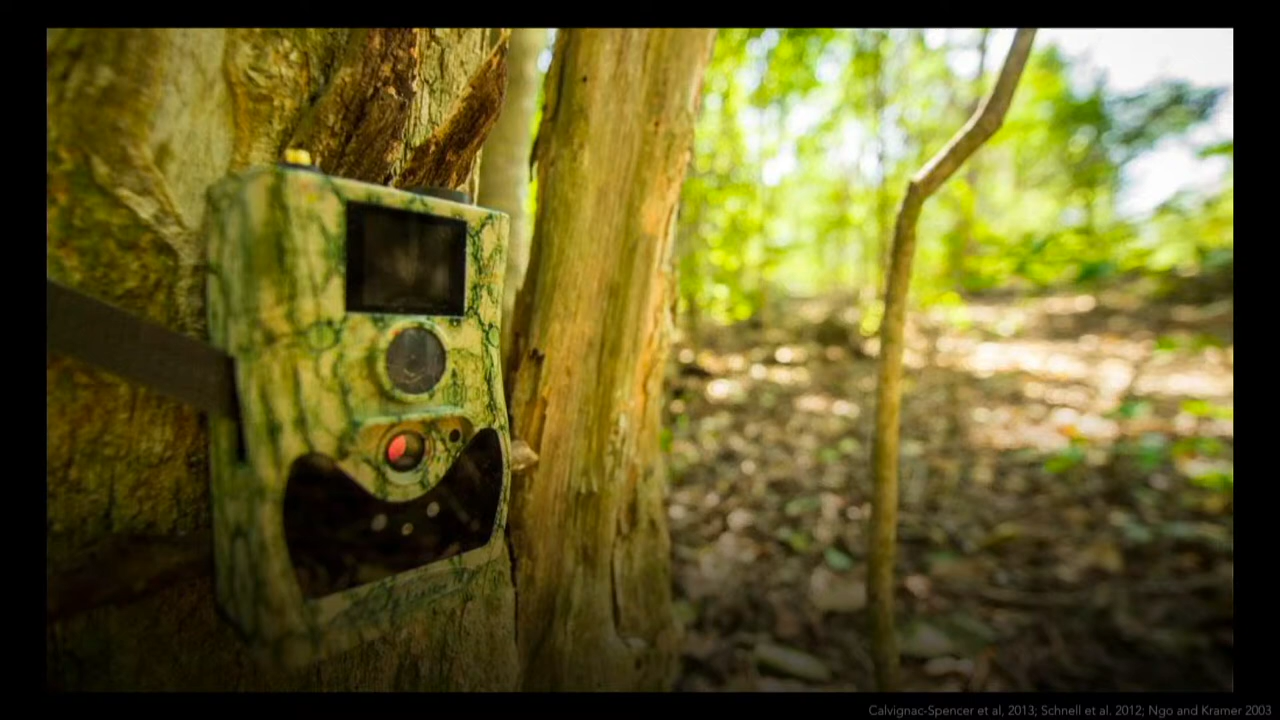 Calvignac-Spencer et al, 2013; Schnell et al. 2012; Ngo and Kramer 2003